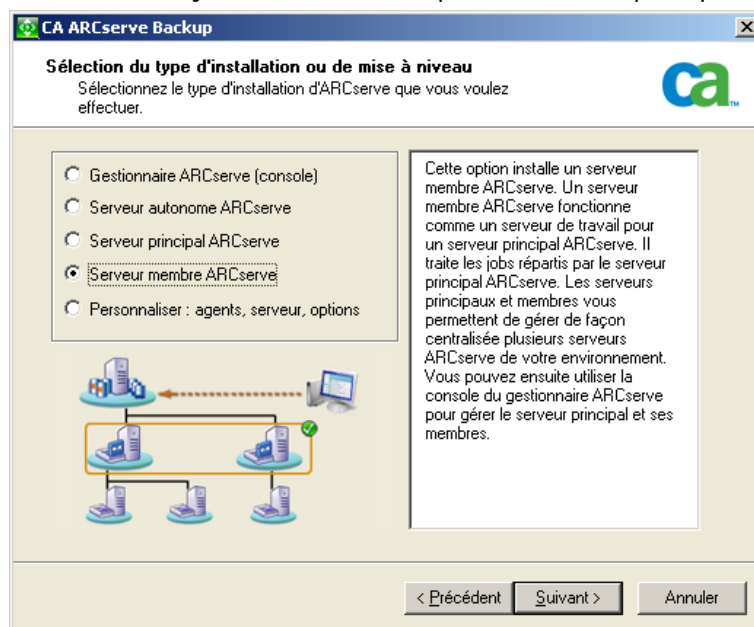 CA ARCserve Backup
Sélection du type d'installation ou de mise à niveau
Sélectionnez le type d'installation d'ARCserve que vous voulez
effectuer.
ca
Gestionnaire ARCserve (console)
Serveur autonome ARCserve
Serveur principal ARCserve
Serveur membre ARCserve
Personnaliser : agents, serveur, options
Cette option installe un serveur
membre ARCserve. Un serveur
membre ARCserve fonctionne
comme un serveur de travail pour
un serveur principal ARCserve. Il
traite les jobs répartis par le serveur
principal ARCserve. Les serveurs
principaux et membres vous
permettent de gérer de façon
centralisée plusieurs serveurs
ARCserve de votre environnement.
Vous pouvez ensuite utiliser la
console du gestionnaire ARCserve
pour gérer le serveur principal et ses
membres.
< Précédent
Suivant >
Annuler